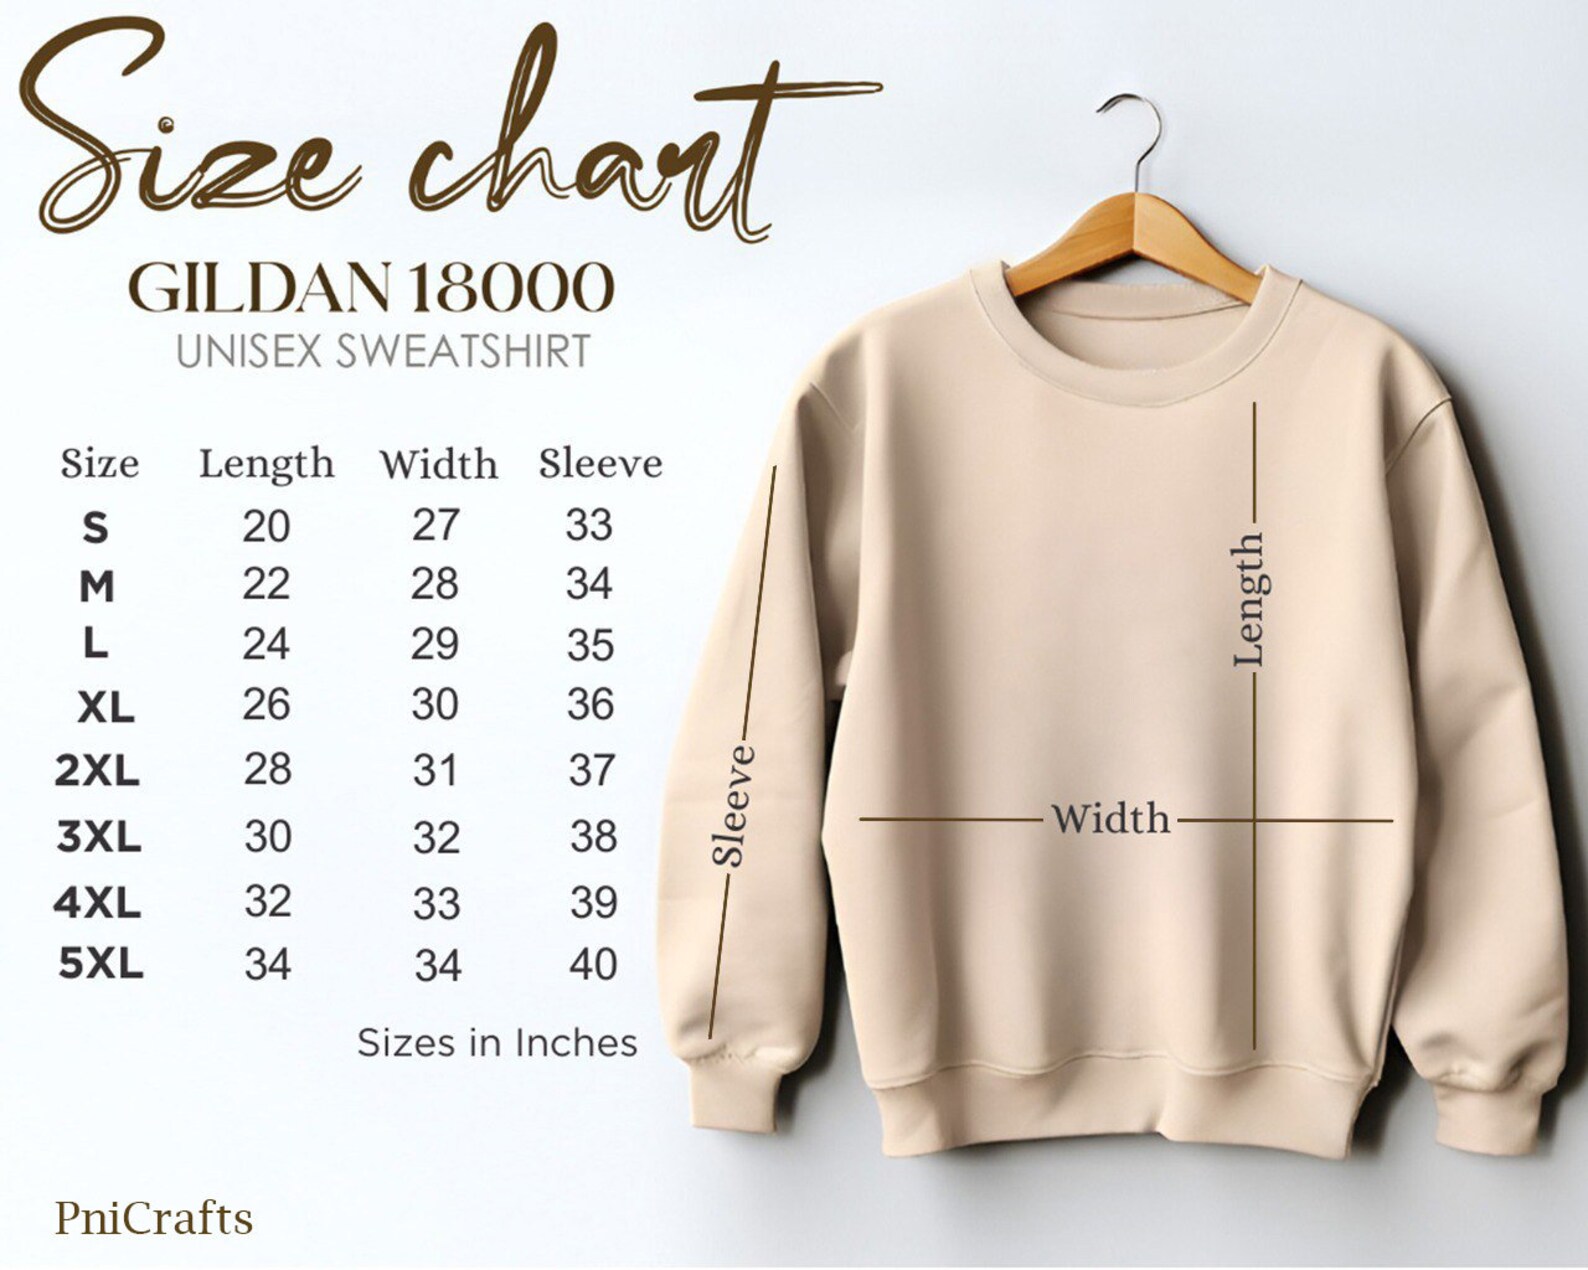 Size chart
GILDAN 18000
UNISEX SWEATSHIRT
Size Length Width Sleeve
S 20 27 33
M 22 28 34
L 24 29 35
XL 26 30 36
2XL 28 31 37
3XL 30 32 38
4XL 32 33 39
5XL 34 34 40
Sizes in Inches
PniCrafts
Sleeve
Length
Width